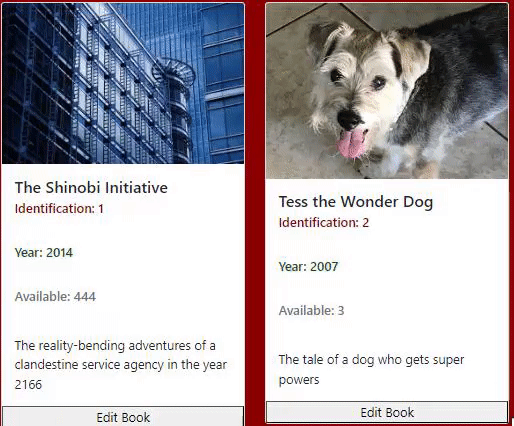 The Shinobi Initiative
Identification: 1
Year: 2014
Available: 444
The reality-bending adventures of a
clandestine service agency in the year
2166
Edit Book
Tess the Wonder Dog
Identification: 2
Year: 2007
Available: 3
The tale of a dog who gets super
powers
Edit Book